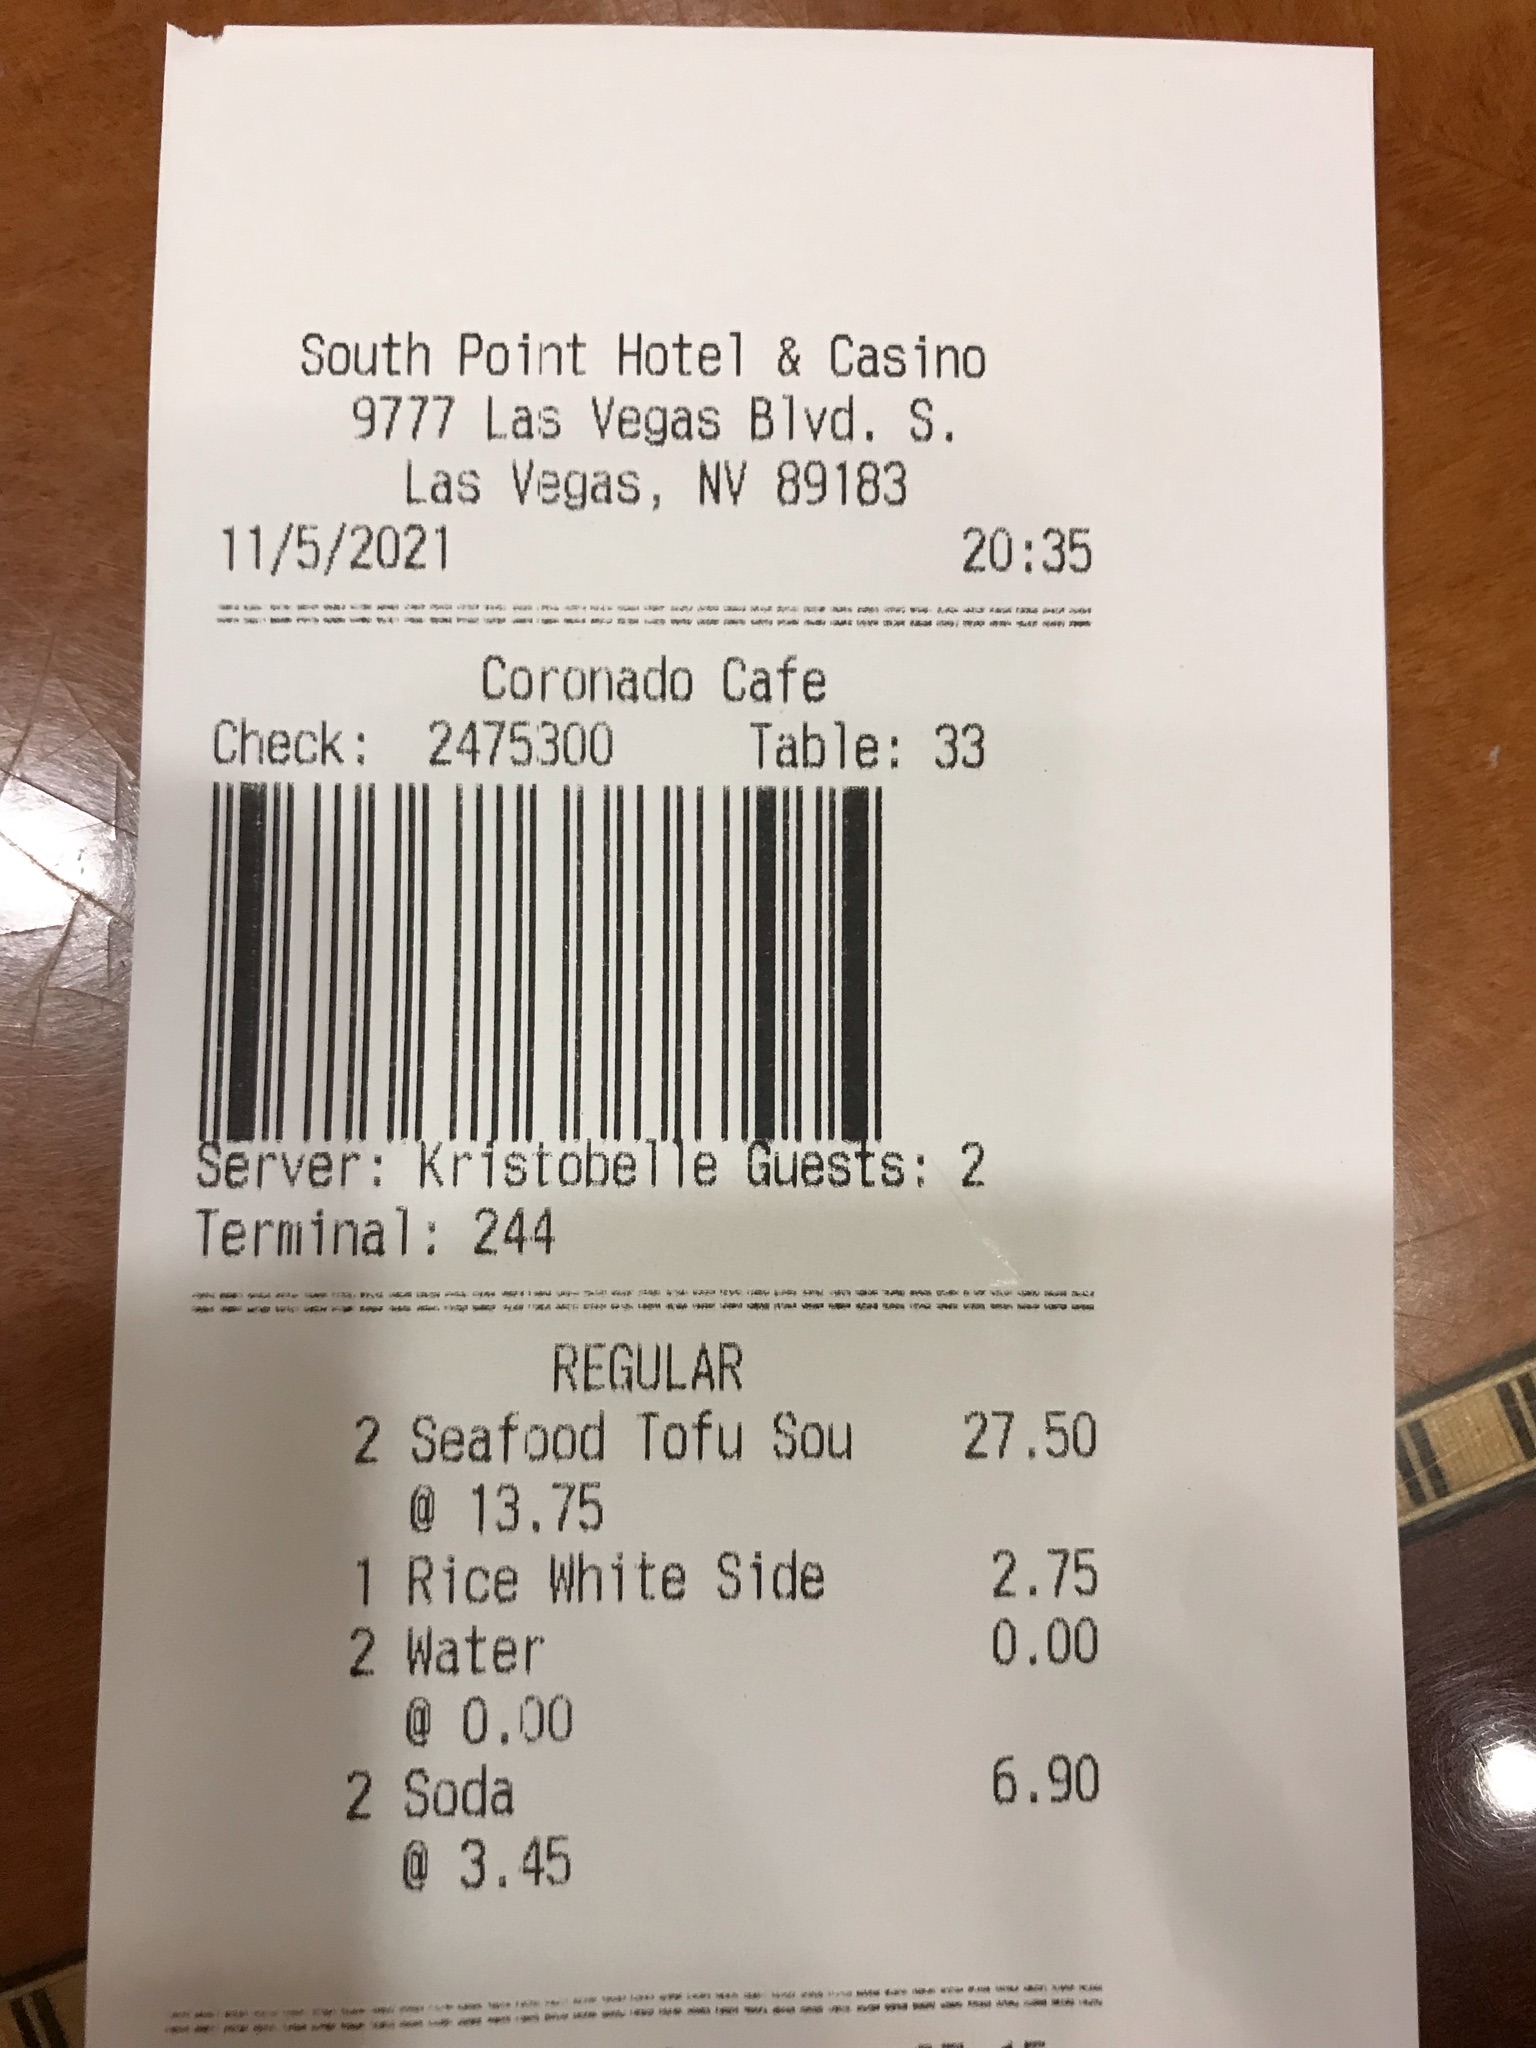 South Point Hotel & Casino
9777 Las Vegas Blvd. S.
Las Vegas, NV 89183
11/5/2021 20:35
Coronado Cafe
Check: 2475300 Table: 33
Server: Kristobelle Guests: 2
Terminal: 244
REGULAR
2 Seafood Tofu Sou 27.50
@ 13.75
1 Rice White Side 2.75
2 Water 0.00
@ 0.00
2 Soda 6.90
@ 3.45